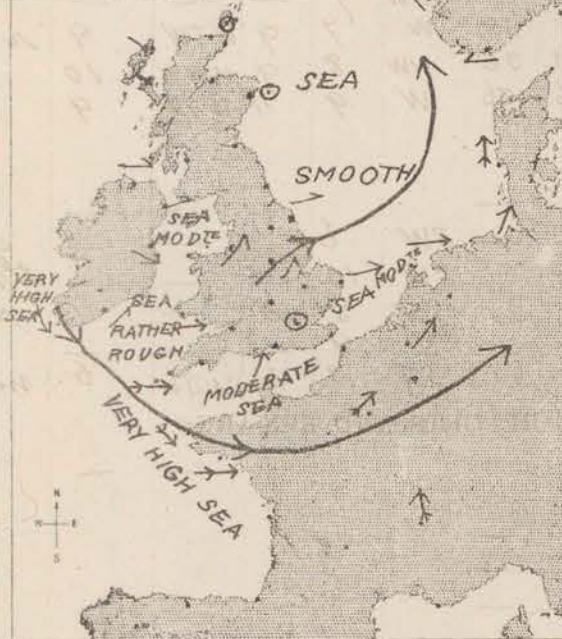 SEA
SMOOTH
SEA
MODTE
VERY
HIGH
SEA
SEA
RATHER
ROUGH
SEA MODTE
MODERATE
SEA
VERY HIGH SEA
N
W E
S